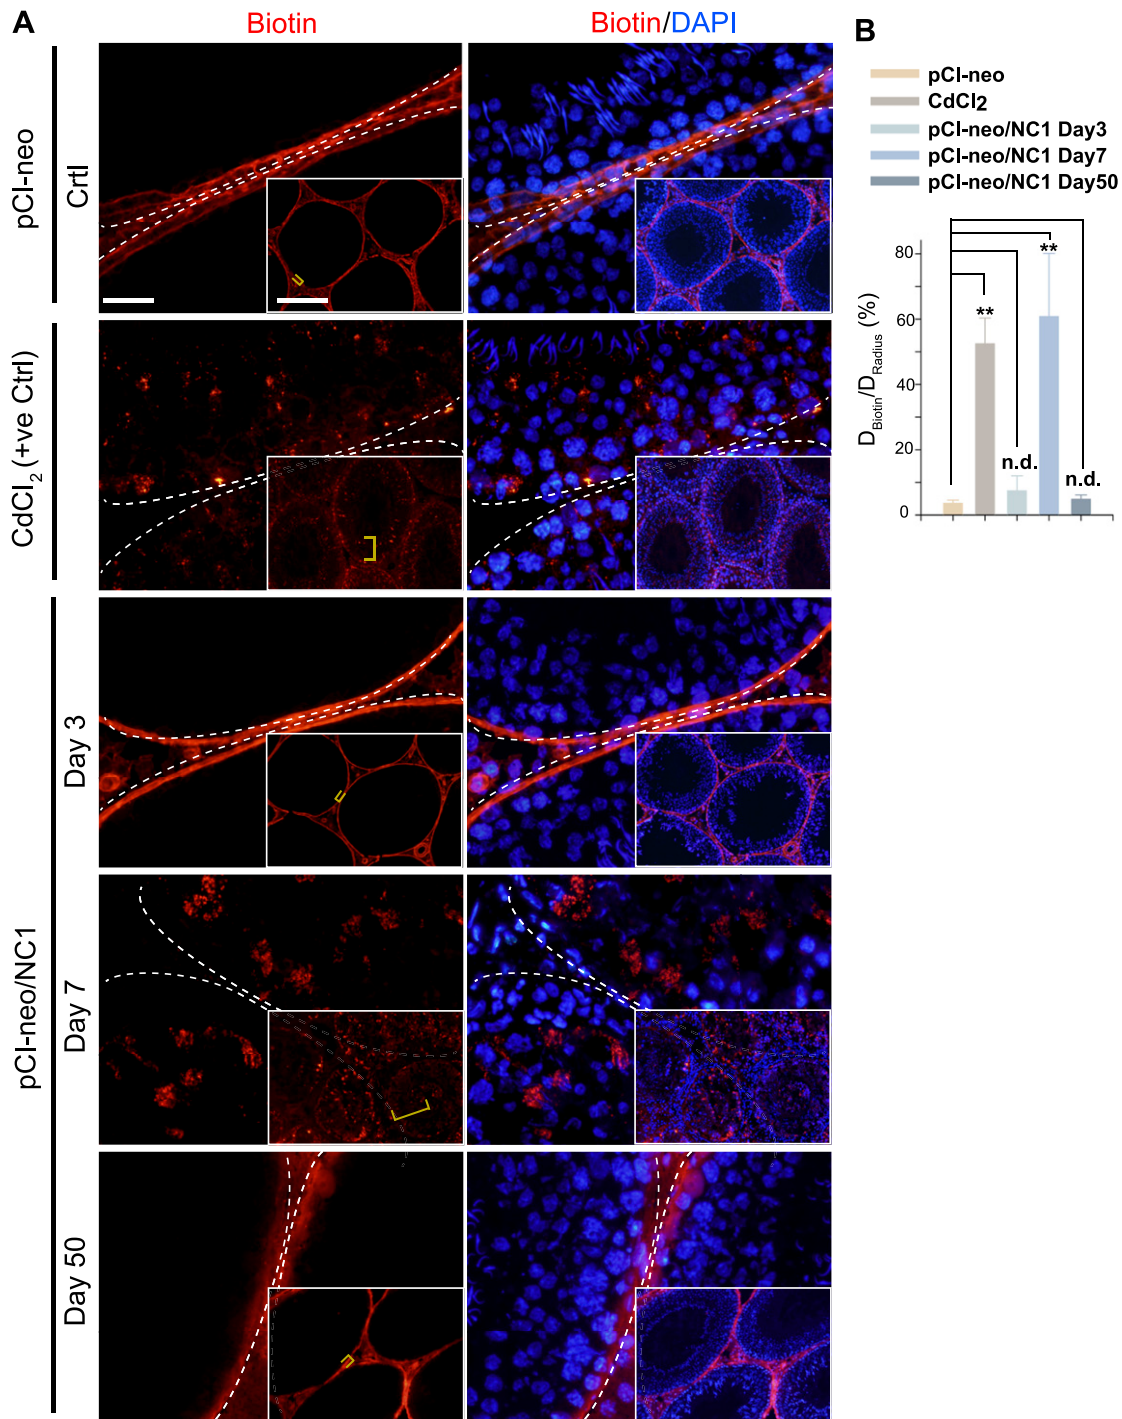 A
Biotin
Biotin/DAPI
pCI-neo
Crtl
CdCl2 (+ve Ctrl)
pCI-neo/NC1
Day 3
Day 7
Day 50
B
pCI-neo
CdCl2
pCI-neo/NC1 Day3
pCI-neo/NC1 Day7
pCI-neo/NC1 Day50
DBiotin/DRadius (%)
80
60
40
20
0
**
n.d.
**
n.d.